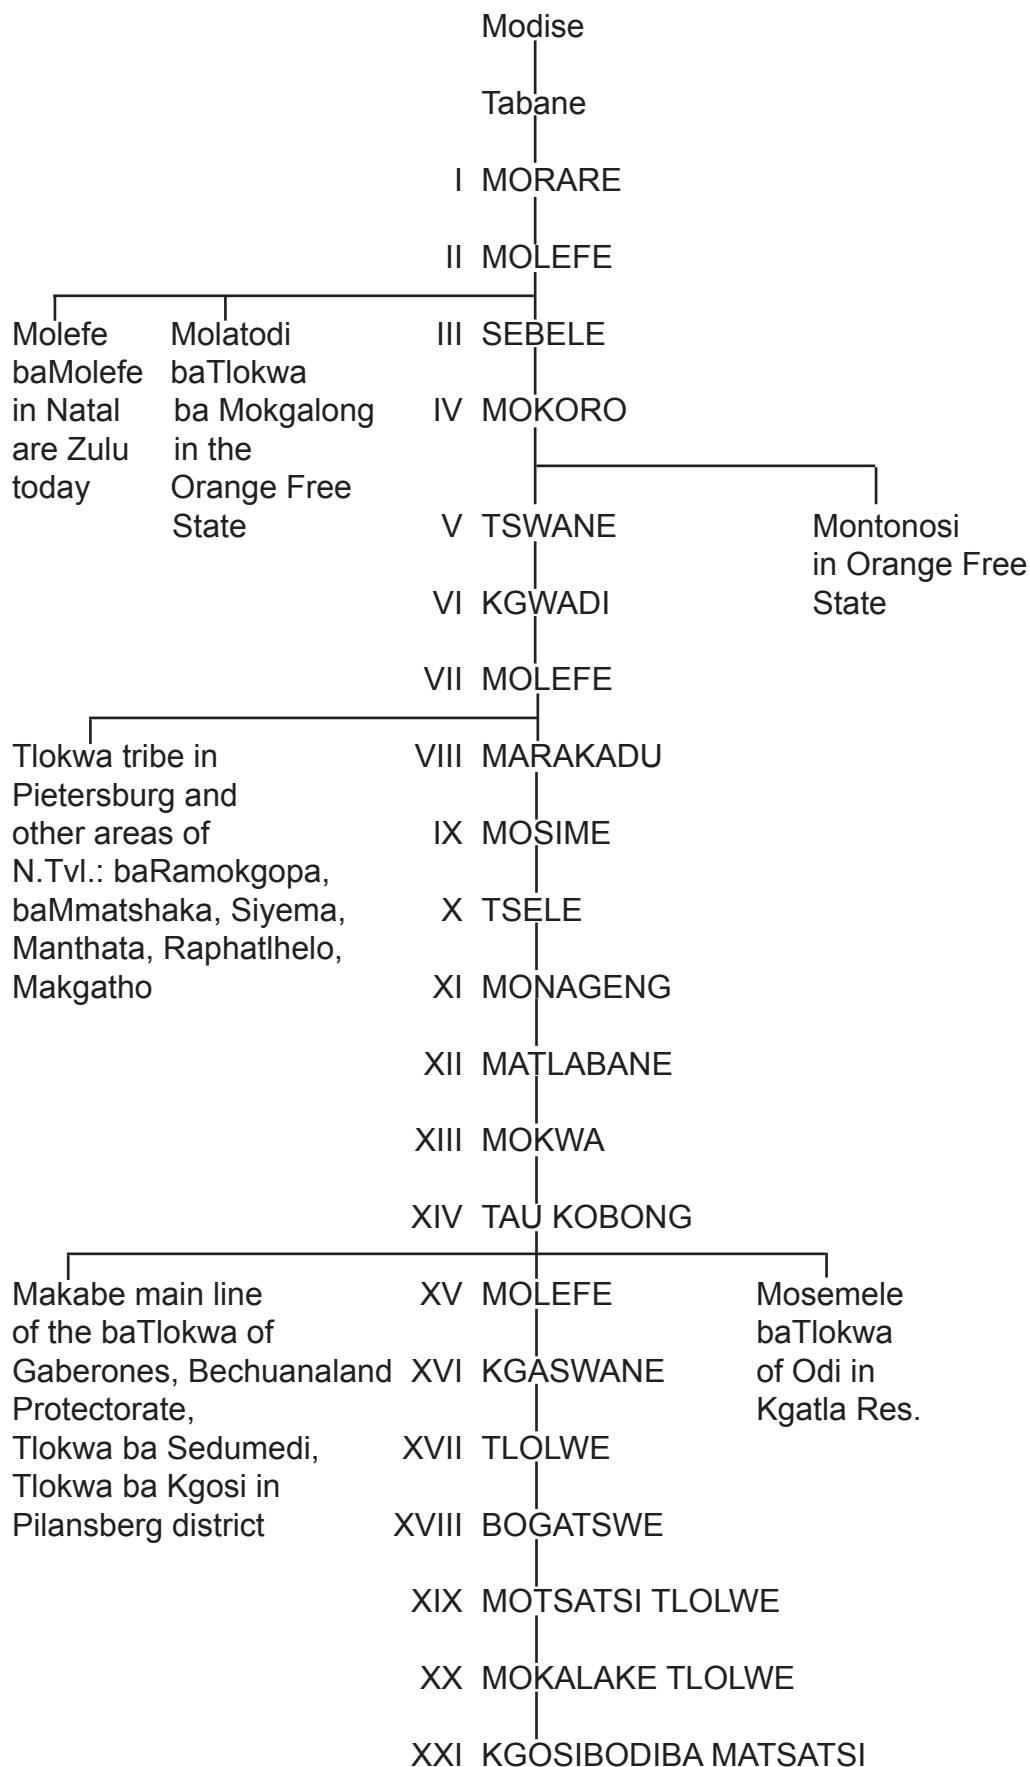 Modise
Tabane
I MORARE
II MOLEFE
Molefe
baMolefe
in Natal
are Zulu
today
Molatodi
baTlokwa
ba Mokgalong
in the
Orange Free
State
III SEBELE
IV MOKORO
V TSWANE
Montonosi
in Orange Free
State
VI KGWADI
VII MOLEFE
Tlokwa tribe in
Pietersburg and
other areas of
N.Tvl.: baRamokgopa,
baMmatshaka, Siyema,
Manthata, Raphatlhelo,
Makgatho
VIII MARAKADU
IX MOSIME
X TSELE
XI MONAGENG
XII MATLABANE
XIII MOKWA
XIV TAU KOBONG
Makabe main line
of the baTlokwa of
Gaberones, Bechuanaland
Protectorate,
Tlokwa ba Sedumedi,
Tlokwa ba Kgosi in
Pilansberg district
XV MOLEFE
Mosemele
baTlokwa
of Odi in
Kgatla Res.
XVI KGASWANE
XVII TLOLWE
XVIII BOGATSWE
XIX MOTSATSI TLOLWE
XX MOKALAKE TLOLWE
XXI KGOSIBODIBA MATSATSI